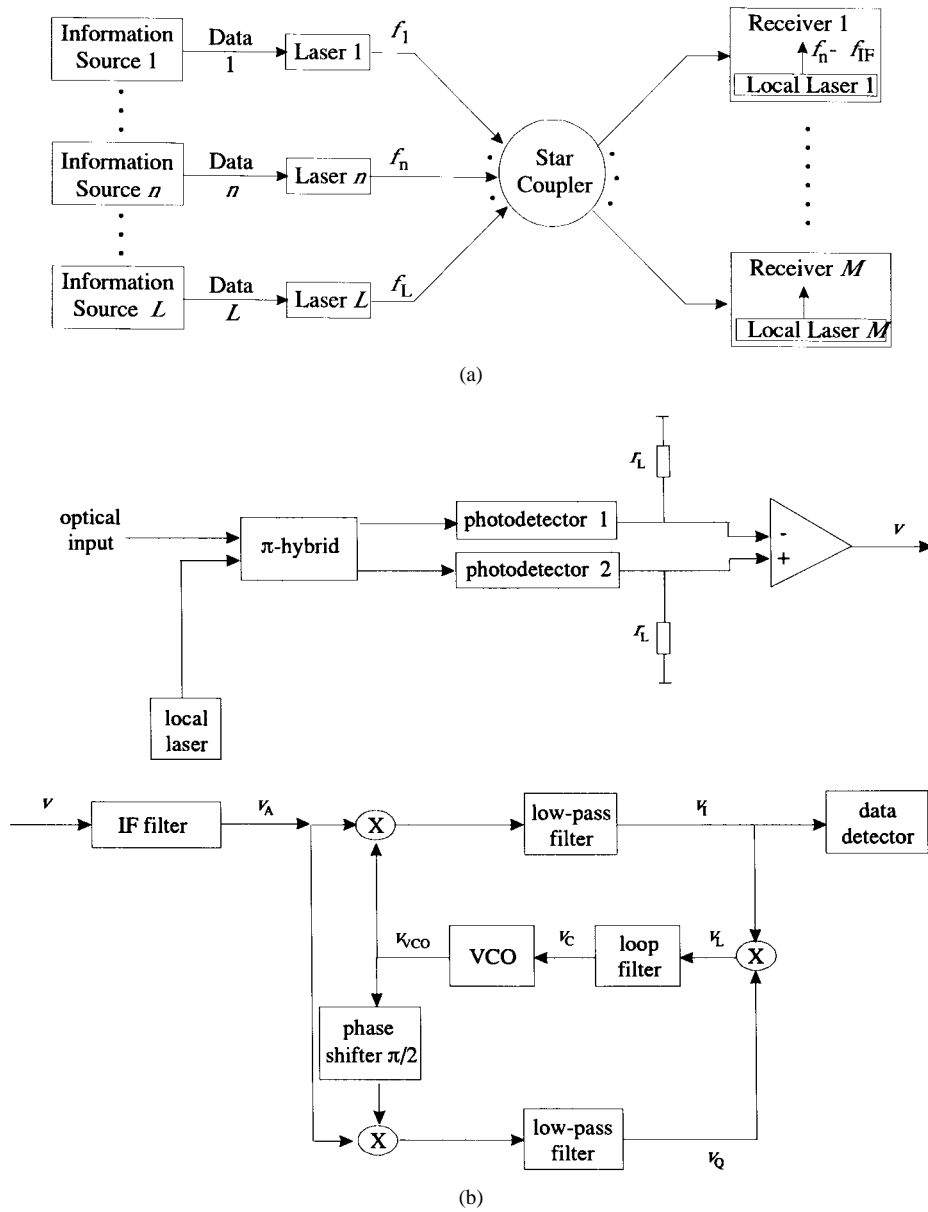 Information
Source 1
Data
1
Laser 1
f1
Receiver 1
fn- fIF
Local Laser 1
Information
Source n
Data
n
Laser n
fn
Star
Coupler
Information
Source L
Data
L
Laser L
fL
Receiver M
Local Laser M
(a)
optical
input
π-hybrid
photodetector 1
photodetector 2
rL
rL
-
+
v
local
laser
v
IF filter
vA
X
low-pass
filter
vI
data
detector
vVCO
VCO
vC
loop
filter
vL
X
phase
shifter π/2
X
low-pass
filter
vQ
(b)